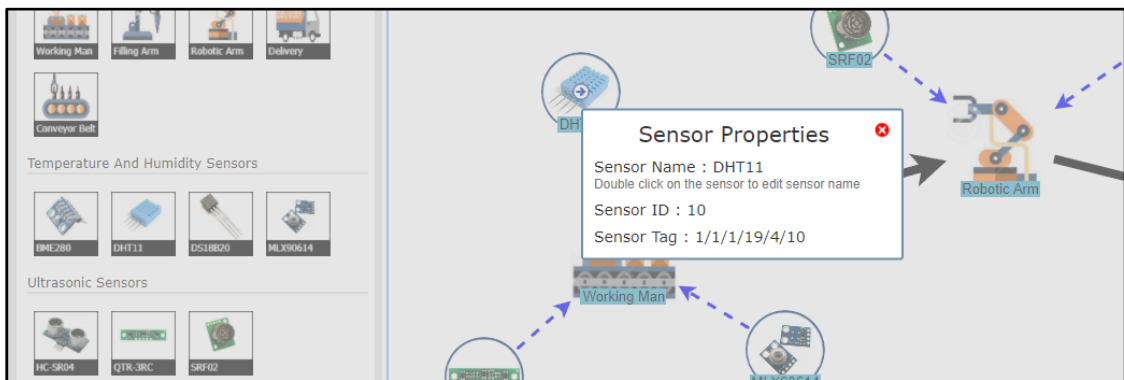 Working Man
Filling Arm
Robotic Arm
Delivery
Conveyor Belt
Temperature And Humidity Sensors
BME280
DHT11
DS18B20
MLX90614
Ultrasonic Sensors
HC-SR04
QTR-3RC
SRF02
SRF02
DHT
Sensor Properties
Sensor Name : DHT11
Double click on the sensor to edit sensor name
Sensor ID : 10
Sensor Tag : 1/1/1/19/4/10
Robotic Arm
Working Man
MLX90614